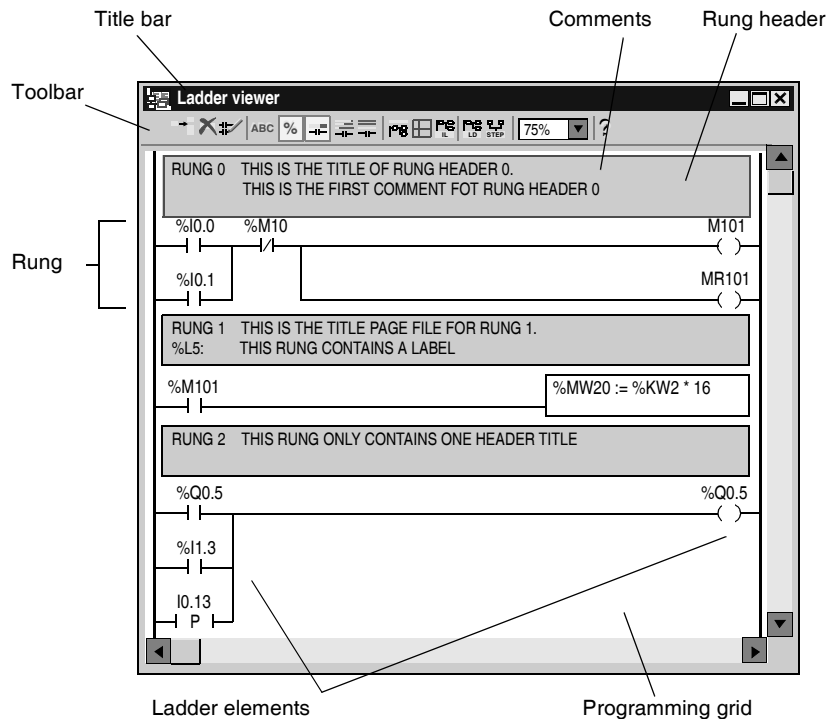 Title bar
Comments
Rung header
Toolbar
Ladder viewer
ABC
%
IL
LD
STEP
75%
?
RUNG 0 THIS IS THE TITLE OF RUNG HEADER 0.
THIS IS THE FIRST COMMENT FOT RUNG HEADER 0
%I0.0 %M10 M101
Rung
%I0.1 MR101
RUNG 1 THIS IS THE TITLE PAGE FILE FOR RUNG 1.
%L5: THIS RUNG CONTAINS A LABEL
%M101 %MW20 := %KW2 * 16
RUNG 2 THIS RUNG ONLY CONTAINS ONE HEADER TITLE
%Q0.5 %Q0.5
%I1.3
I0.13
P
Ladder elements
Programming grid